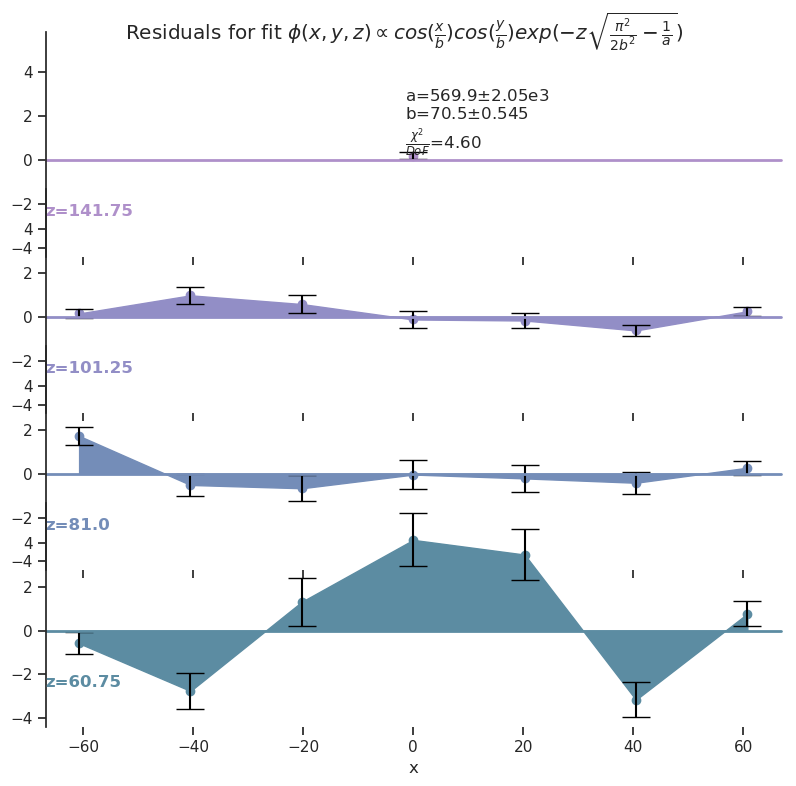 Residuals for fit ϕ(x, y, z) ∝ cos(x/b)cos(y/b)exp(−z√(π²/2b² − 1/a))
4
2
0
−2
a=569.9±2.05e3
b=70.5±0.545
χ²/DoF=4.60
z=141.75
4
−4
2
0
−2
z=101.25
4
−4
2
0
−2
z=81.0
4
−4
2
0
−2
−4
z=60.75
−60 −40 −20 0 20 40 60
x